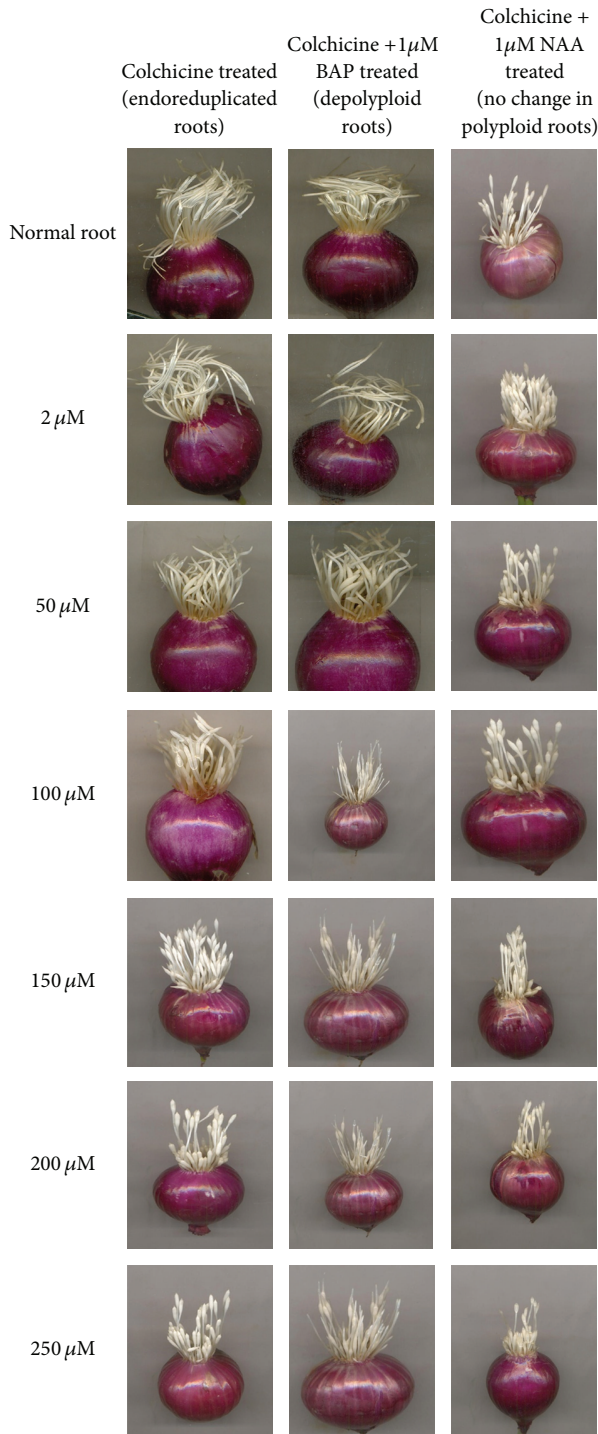 Colchicine treated
(endoreduplicated
roots)
Colchicine +1μM
BAP treated
(depolyploid
roots)
Colchicine +
1μM NAA
treated
(no change in
polyploid roots)
Normal root
2 μM
50 μM
100 μM
150 μM
200 μM
250 μM